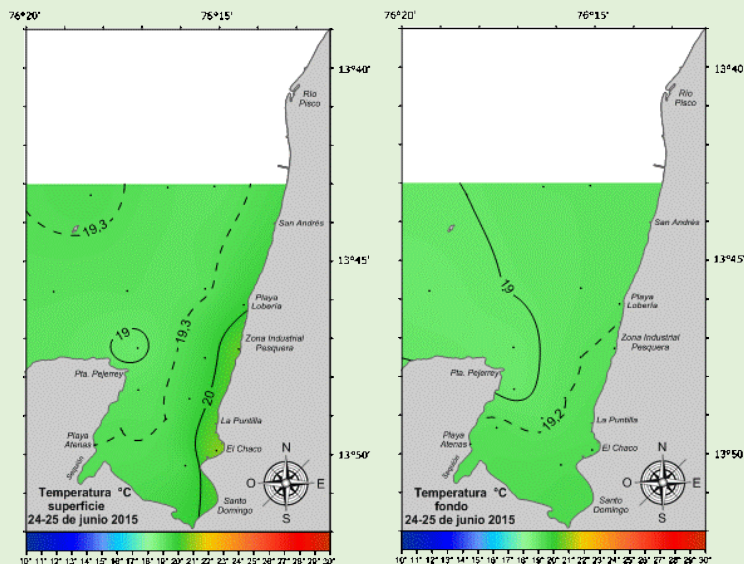 76°20' 76°15'
13°40'
Río
Pisco
19.3
San Andrés
13°45'
Playa
Lobería
19
19.3
Zona Industrial
Pesquera
Pta. Pejerrey
20
La Puntilla
Playa
Atenas
El Chaco
13°50'
Sequión
N
O E
S
Santo
Domingo
Temperatura °C
superficie
24-25 de junio 2015
10° 11° 12° 13° 14° 15° 16° 17° 18° 19° 20° 21° 22° 23° 24° 25° 26° 27° 28° 29° 30°
76°20' 76°15'
13°40'
Río
Pisco
San Andrés
13°45'
19
Playa
Lobería
Zona Industrial
Pesquera
Pta. Pejerrey
19.2
La Puntilla
Playa
Atenas
El Chaco
13°50'
Sequión
N
O E
S
Santo
Domingo
Temperatura °C
fondo
24-25 de junio 2015
10° 11° 12° 13° 14° 15° 16° 17° 18° 19° 20° 21° 22° 23° 24° 25° 26° 27° 28° 29° 30°